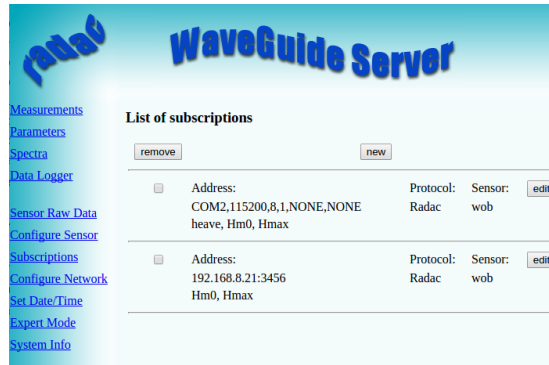 radac
WaveGuide Server
Measurements
Parameters
Spectra
Data Logger
Sensor Raw Data
Configure Sensor
Subscriptions
Configure Network
Set Date/Time
Expert Mode
System Info
List of subscriptions
remove new
Address: Protocol: Sensor: edit
COM2,115200,8,1,NONE,NONE Radac wob
heave, Hm0, Hmax
Address: Protocol: Sensor: edit
192.168.8.21:3456 Radac wob
Hm0, Hmax